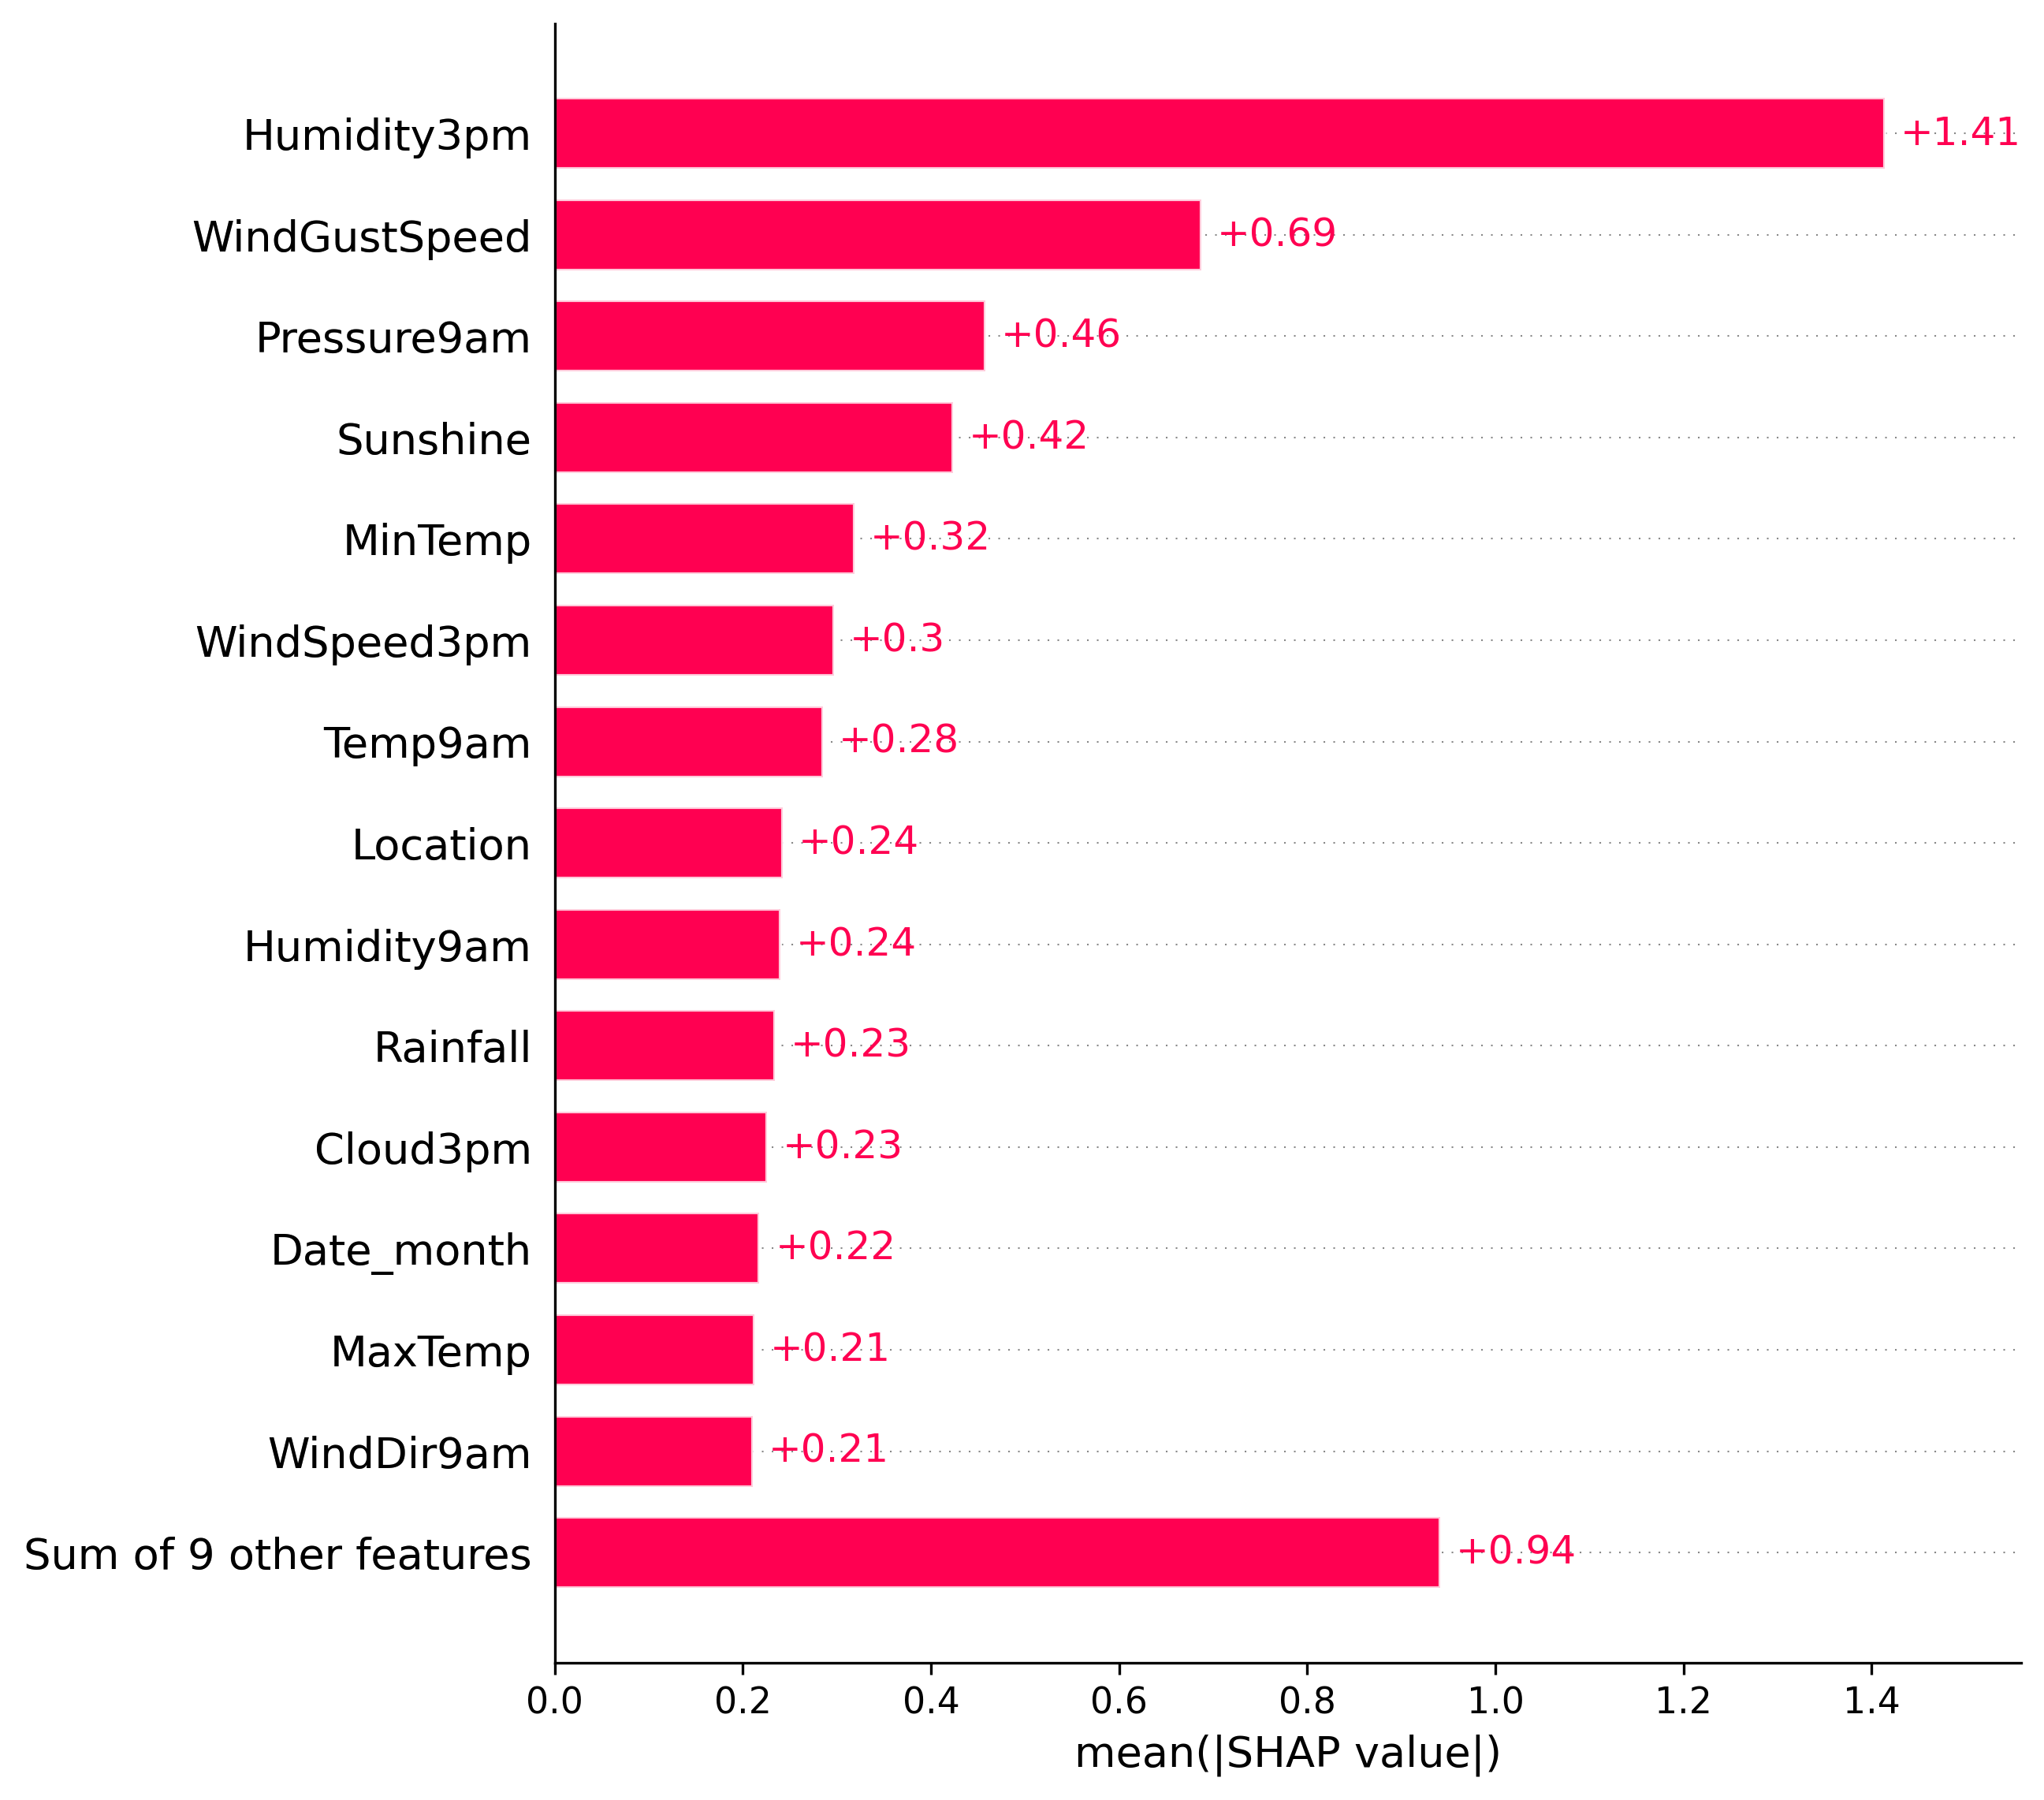 Humidity3pm +1.41
WindGustSpeed +0.69
Pressure9am +0.46
Sunshine +0.42
MinTemp +0.32
WindSpeed3pm +0.3
Temp9am +0.28
Location +0.24
Humidity9am +0.24
Rainfall +0.23
Cloud3pm +0.23
Date_month +0.22
MaxTemp +0.21
WindDir9am +0.21
Sum of 9 other features +0.94
0.0 0.2 0.4 0.6 0.8 1.0 1.2 1.4
mean(|SHAP value|)